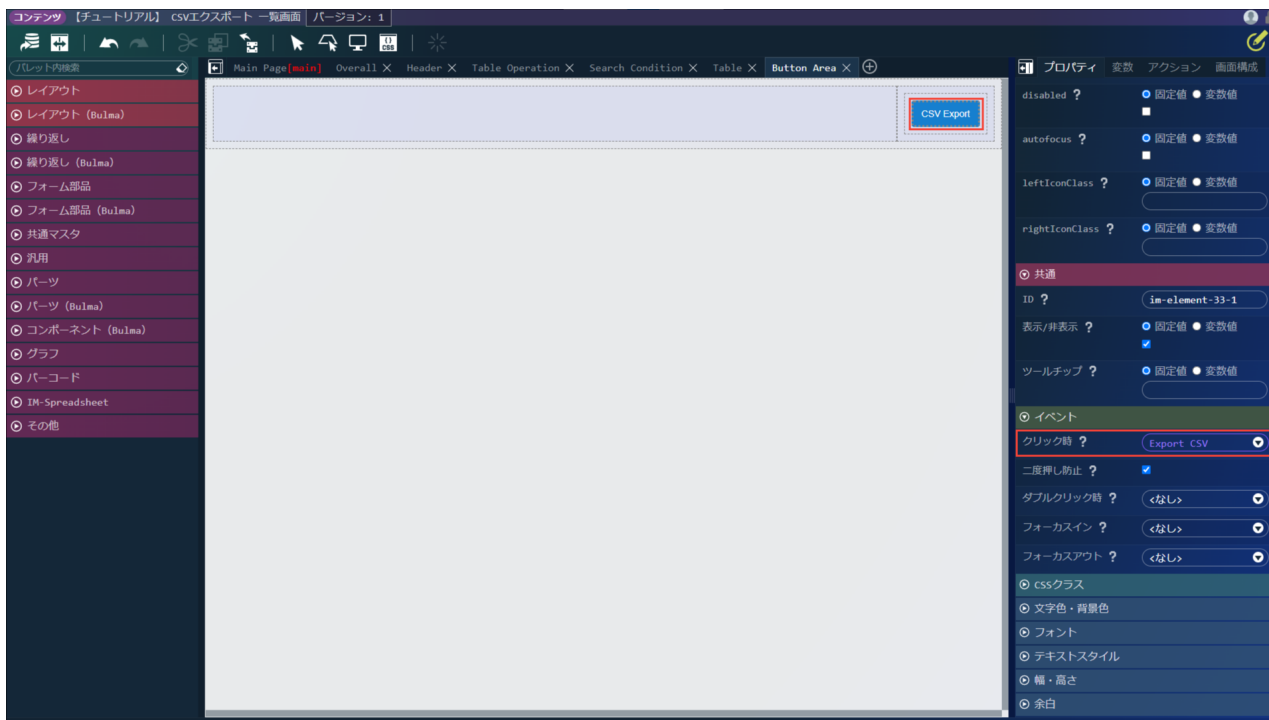 コンテンツ 【チュートリアル】 CSVエクスポート 一覧画面 バージョン: 1
CSS
パレット内検索
Main Page[main] Overall Header Table Operation Search Condition Table Button Area
プロパティ 変数 アクション 画面構成
レイアウト
レイアウト (Bulma)
繰り返し
繰り返し (Bulma)
フォーム部品
フォーム部品 (Bulma)
共通マスタ
汎用
パーツ
パーツ (Bulma)
コンポーネント (Bulma)
グラフ
バーコード
IM-Spreadsheet
その他
CSV Export
disabled ? 固定値 変数値
autofocus ? 固定値 変数値
leftIconClass ? 固定値 変数値
rightIconClass ? 固定値 変数値
共通
ID ? im-element-33-1
表示/非表示 ? 固定値 変数値
ツールチップ ? 固定値 変数値
イベント
クリック時 ? Export CSV
二度押し防止 ?
ダブルクリック時 ? <なし>
フォーカスイン ? <なし>
フォーカスアウト ? <なし>
CSSクラス
文字色・背景色
フォント
テキストスタイル
幅・高さ
余白